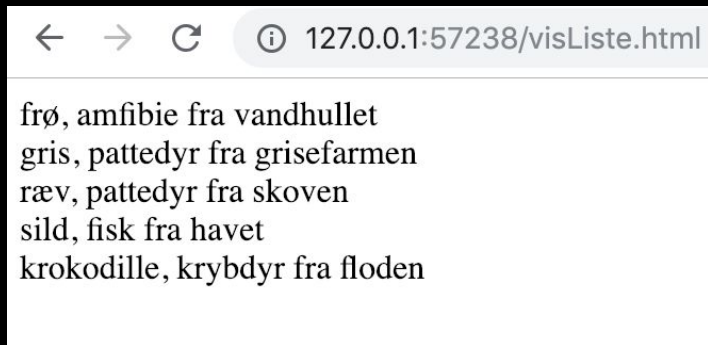 127.0.0.1:57238/visListe.html
frø, amfibie fra vandhullet
gris, pattedyr fra grisefarmen
ræv, pattedyr fra skoven
sild, fisk fra havet
krokodille, krybdyr fra floden